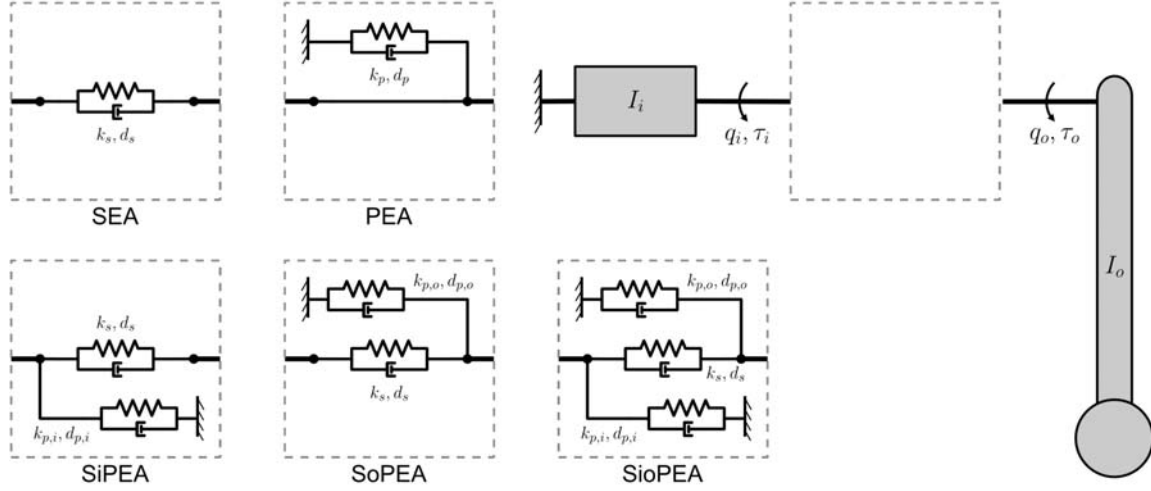 k_s, d_s
SEA
k_p, d_p
PEA
I_i
q_i, τ_i
q_o, τ_o
I_o
k_s, d_s
k_{p,i}, d_{p,i}
SiPEA
k_{p,o}, d_{p,o}
k_s, d_s
SoPEA
k_{p,o}, d_{p,o}
k_s, d_s
k_{p,i}, d_{p,i}
SioPEA